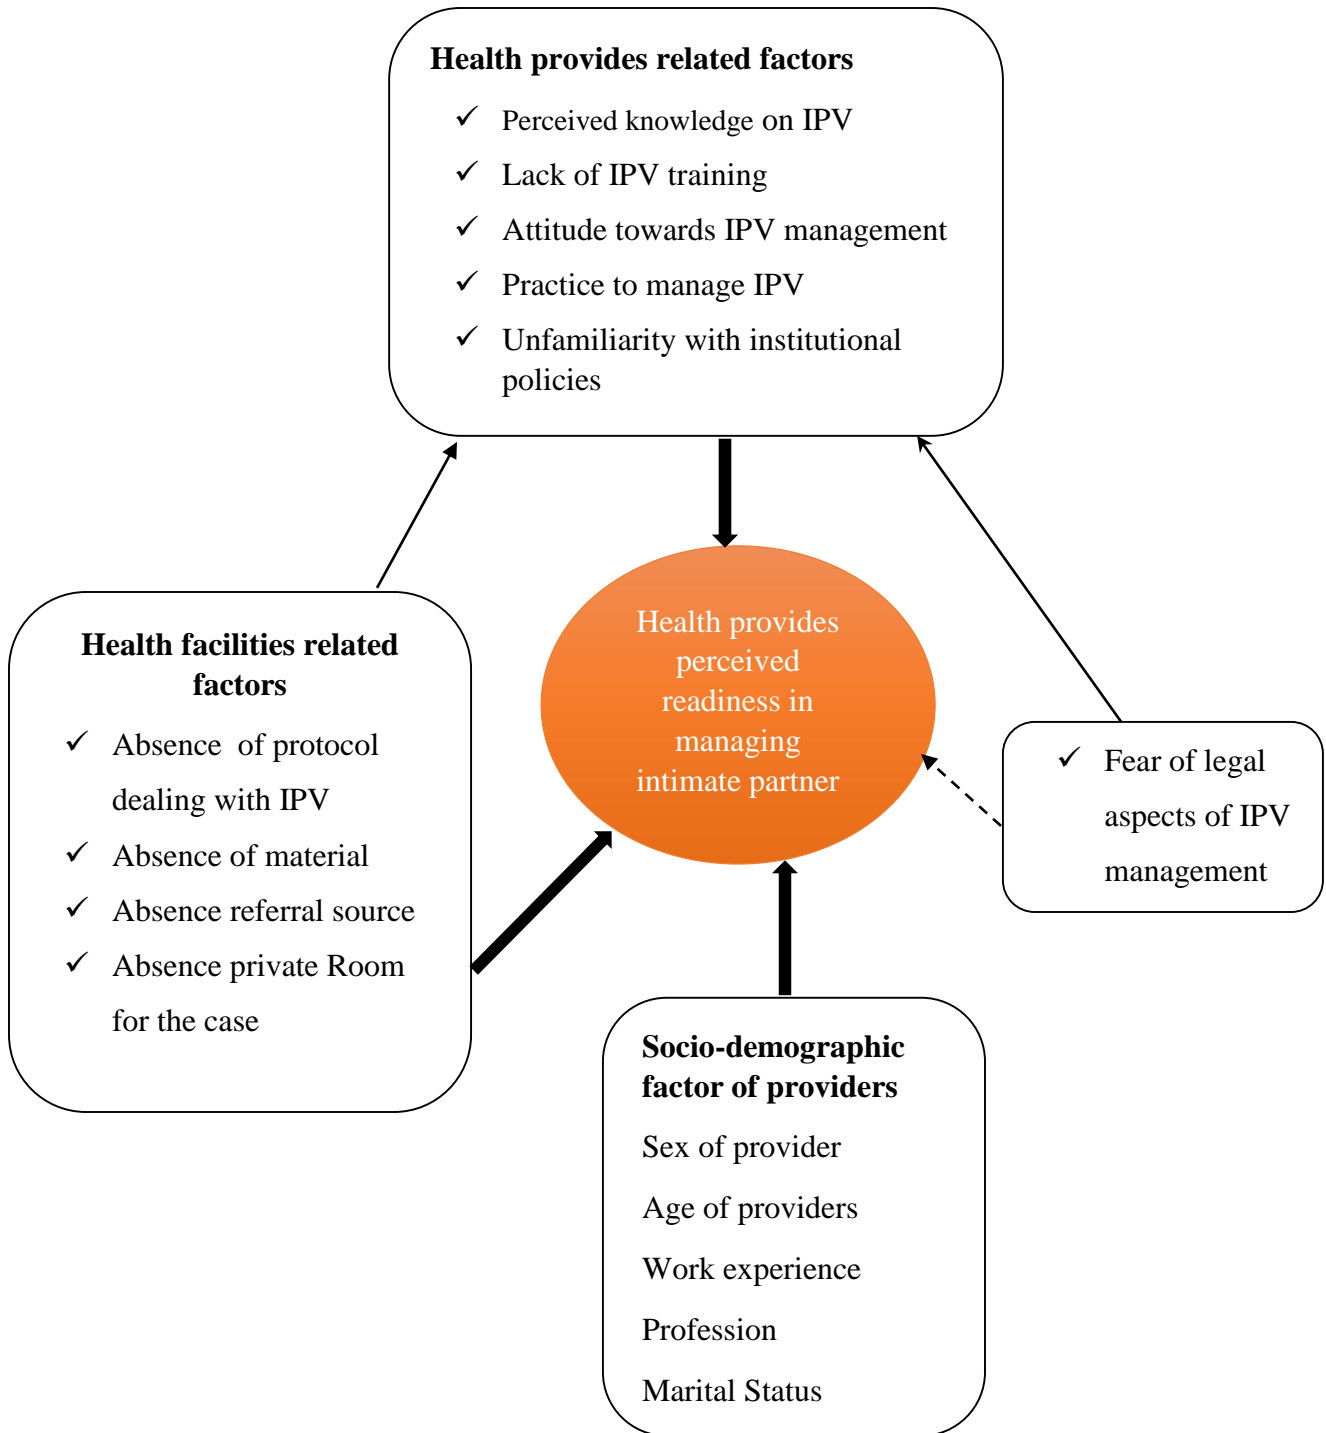 Health provides related factors
✓ Perceived knowledge on IPV
✓ Lack of IPV training
✓ Attitude towards IPV management
✓ Practice to manage IPV
✓ Unfamiliarity with institutional
policies
Health provides
perceived
readiness in
managing
intimate partner
Health facilities related
factors
✓ Absence of protocol
dealing with IPV
✓ Absence of material
✓ Absence referral source
✓ Absence private Room
for the case
✓ Fear of legal
aspects of IPV
management
Socio-demographic
factor of providers
Sex of provider
Age of providers
Work experience
Profession
Marital Status